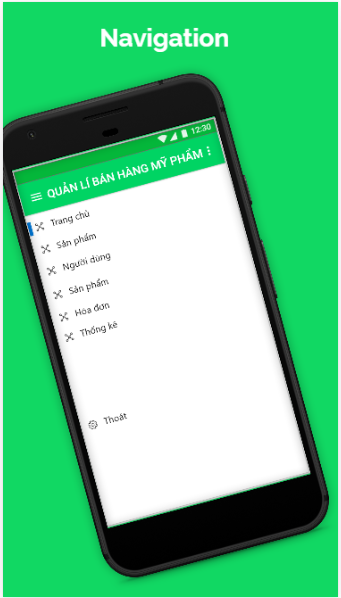 Navigation
12:30
QUẢN LÍ BÁN HÀNG MỸ PHẨM
Trang chủ
Sản phẩm
Người dùng
Sản phẩm
Hóa đơn
Thống kê
Thoát